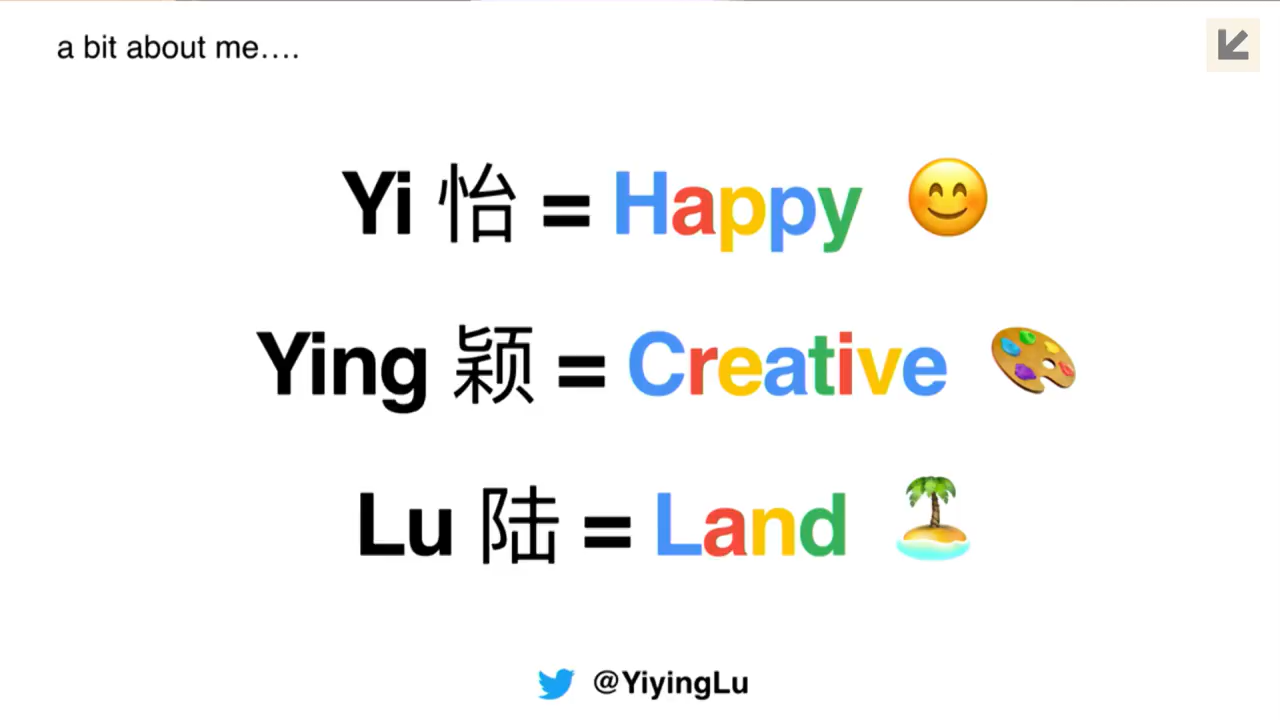 a bit about me….
Yi 怡 = Happy 😊
Ying 颖 = Creative 🎨
Lu 陆 = Land 🏝️
@YiyingLu